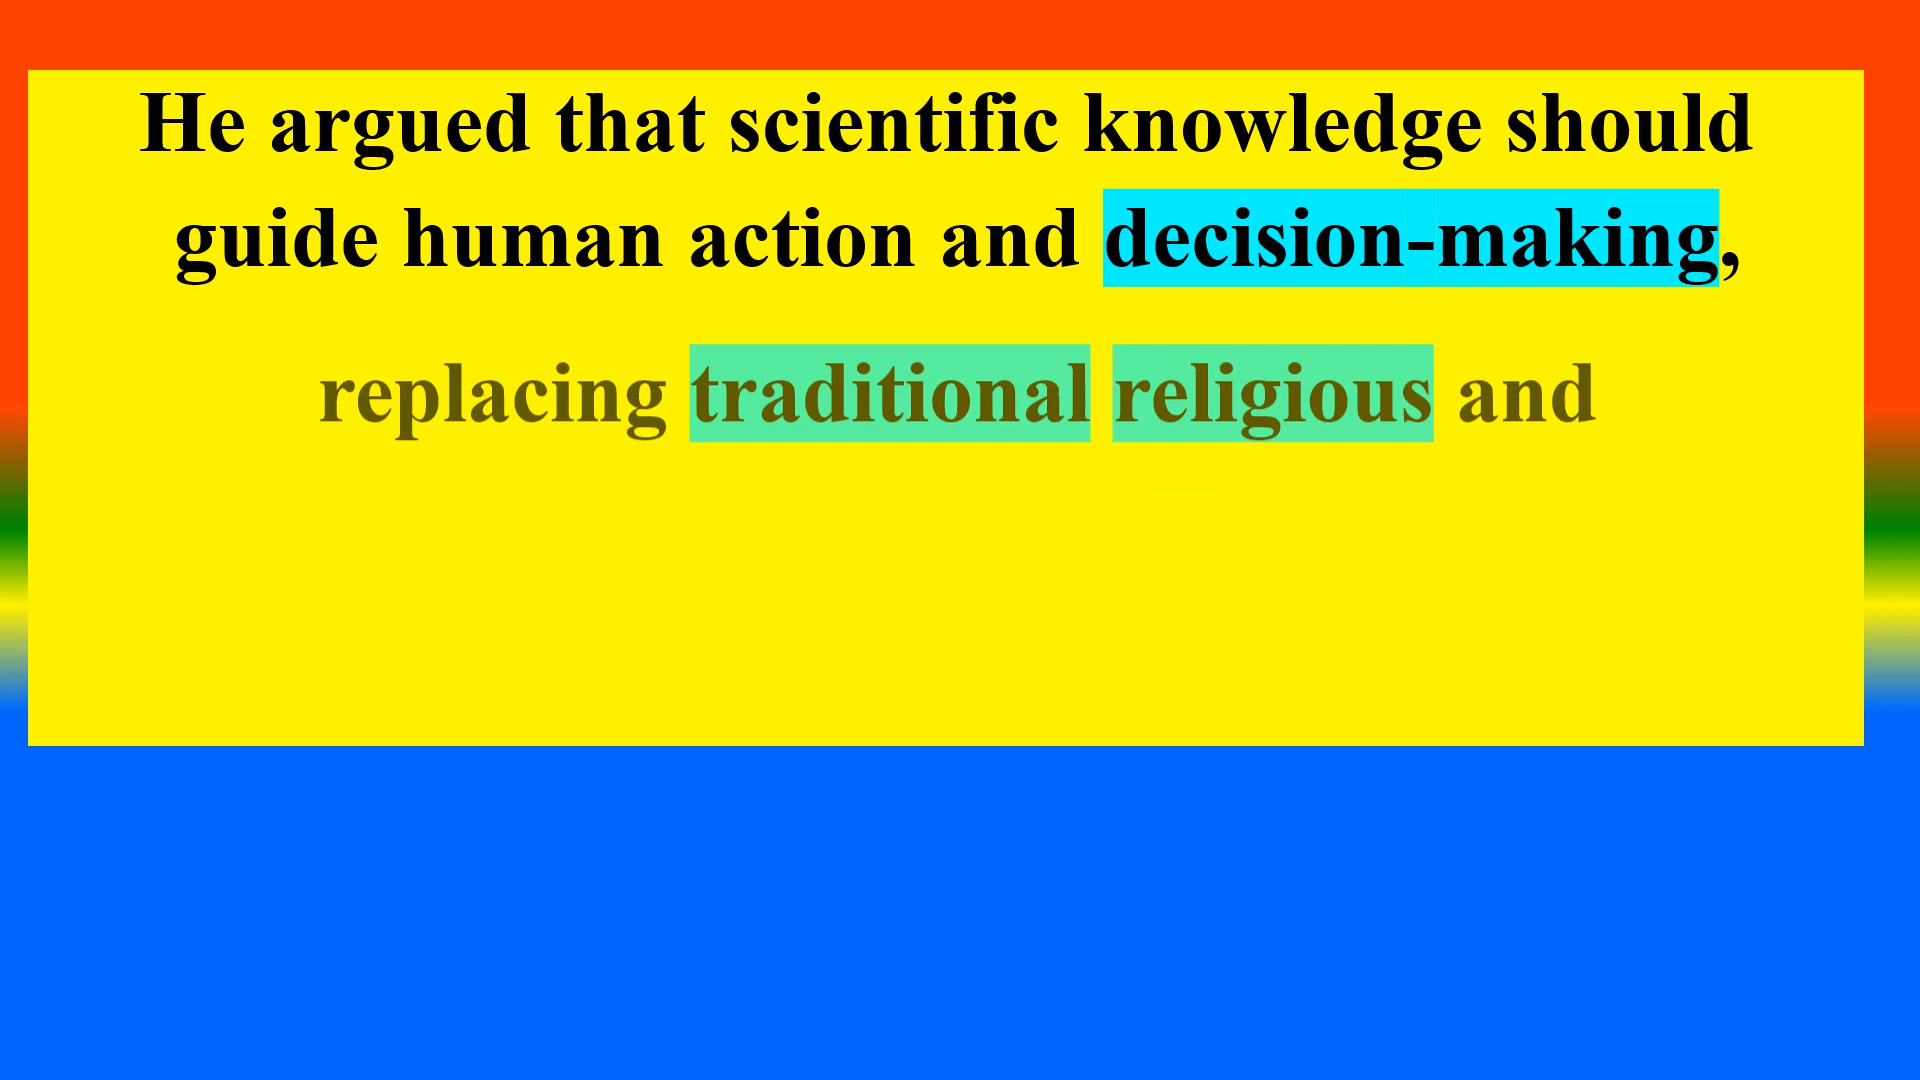 He argued that scientific knowledge should
guide human action and decision-making,
replacing traditional religious and